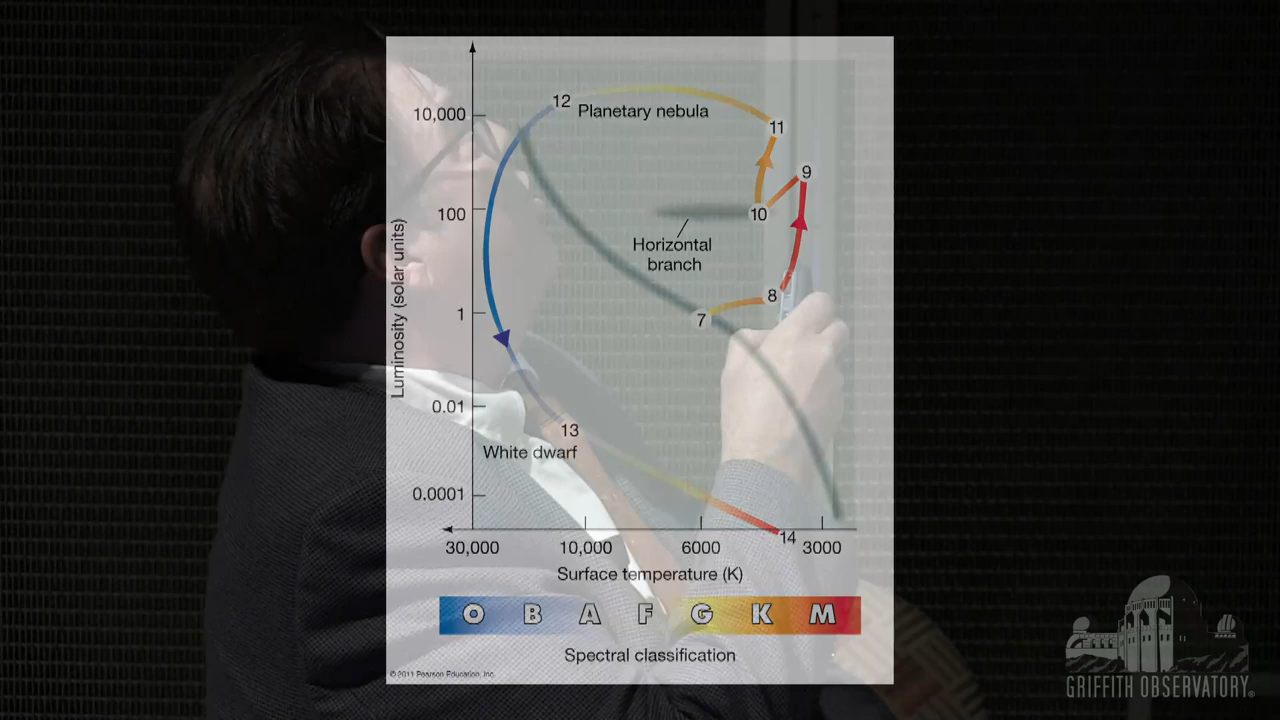 12
Planetary nebula
10,000
11
9
100
10
Horizontal
branch
8
1
7
Luminosity (solar units)
0.01
13
White dwarf
0.0001
14
30,000
10,000
6000
3000
Surface temperature (K)
O B A F G K M
Spectral classification
© 2011 Pearson Education, Inc.
GRIFFITH OBSERVATORY®